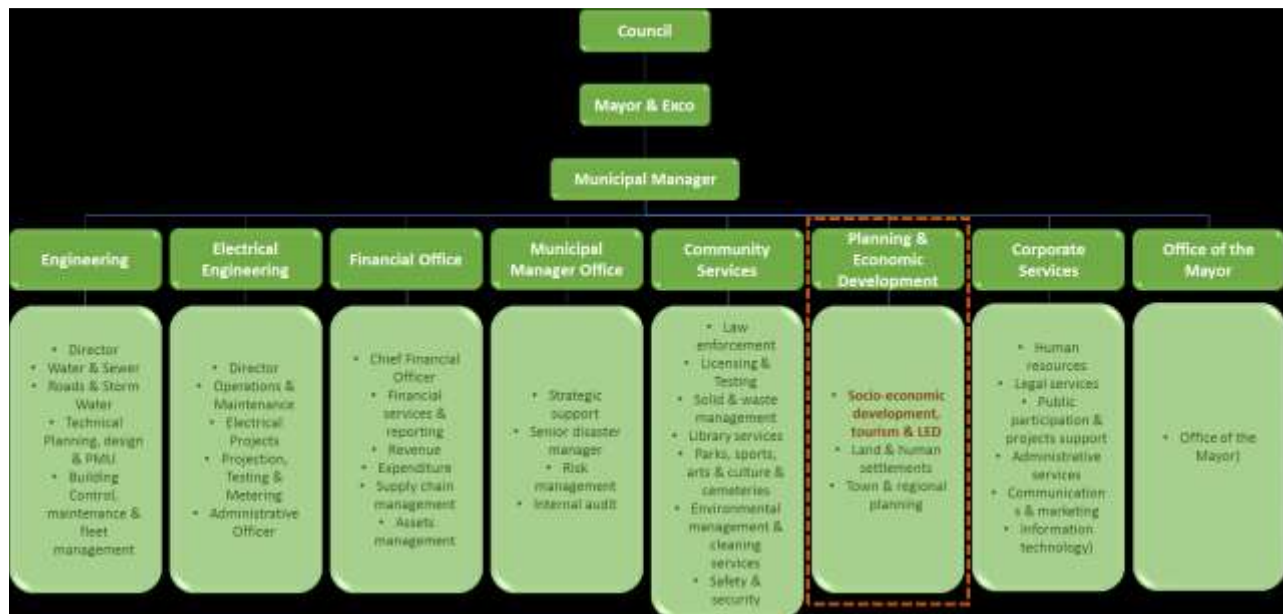 Council
Mayor & Exco
Municipal Manager
Engineering
• Director
• Water & Sewer
• Roads & Storm
Water
• Technical
Planning, design
& PMU
• Building
Control,
maintenance &
fleet
management
Electrical
Engineering
• Director
• Operations &
Maintenance
• Electrical
Projects
• Projection,
Testing &
Metering
• Administrative
Officer
Financial Office
• Chief Financial
Officer
• Financial
services &
reporting
• Revenue
• Expenditure
• Supply chain
management
• Assets
management
Municipal
Manager Office
• Strategic
support
• Senior disaster
manager
• Risk
management
• Internal audit
Community
Services
• Law
enforcement
• Licensing &
Testing
• Solid & waste
management
• Library services
• Parks, sports,
arts & culture &
cemeteries
• Environmental
management &
cleaning
services
• Safety &
security
Planning &
Economic
Development
• Socio-economic
development,
tourism & LED
• Land & human
settlements
• Town & regional
planning
Corporate
Services
• Human
resources
• Legal services
• Public
participation &
projects support
• Administrative
services
• Communication
s & marketing
• Information
technology)
Office of the
Mayor
• Office of the
Mayor)